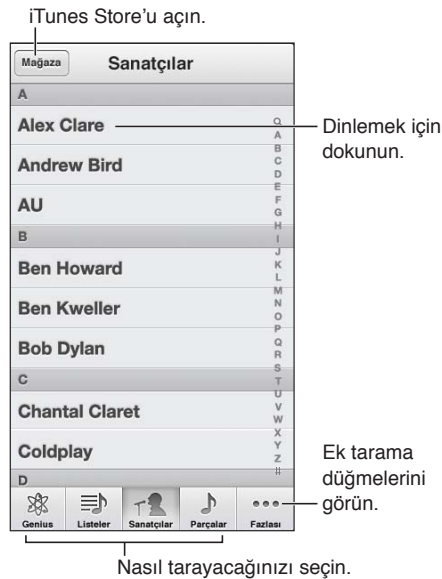 iTunes Store'u açın.
Mağaza
Sanatçılar
A
Alex Clare
Dinlemek için
dokunun.
Andrew Bird
AU
B
Ben Howard
Ben Kweller
Bob Dylan
C
Chantal Claret
Coldplay
D
A
B
C
D
E
F
G
H
I
J
K
L
M
N
O
P
Q
R
S
T
U
V
W
X
Y
Z
#
Ek tarama
düğmelerini
görün.
Genius
Listeler
Sanatçılar
Parçalar
Fazlası
Nasıl tarayacağınızı seçin.